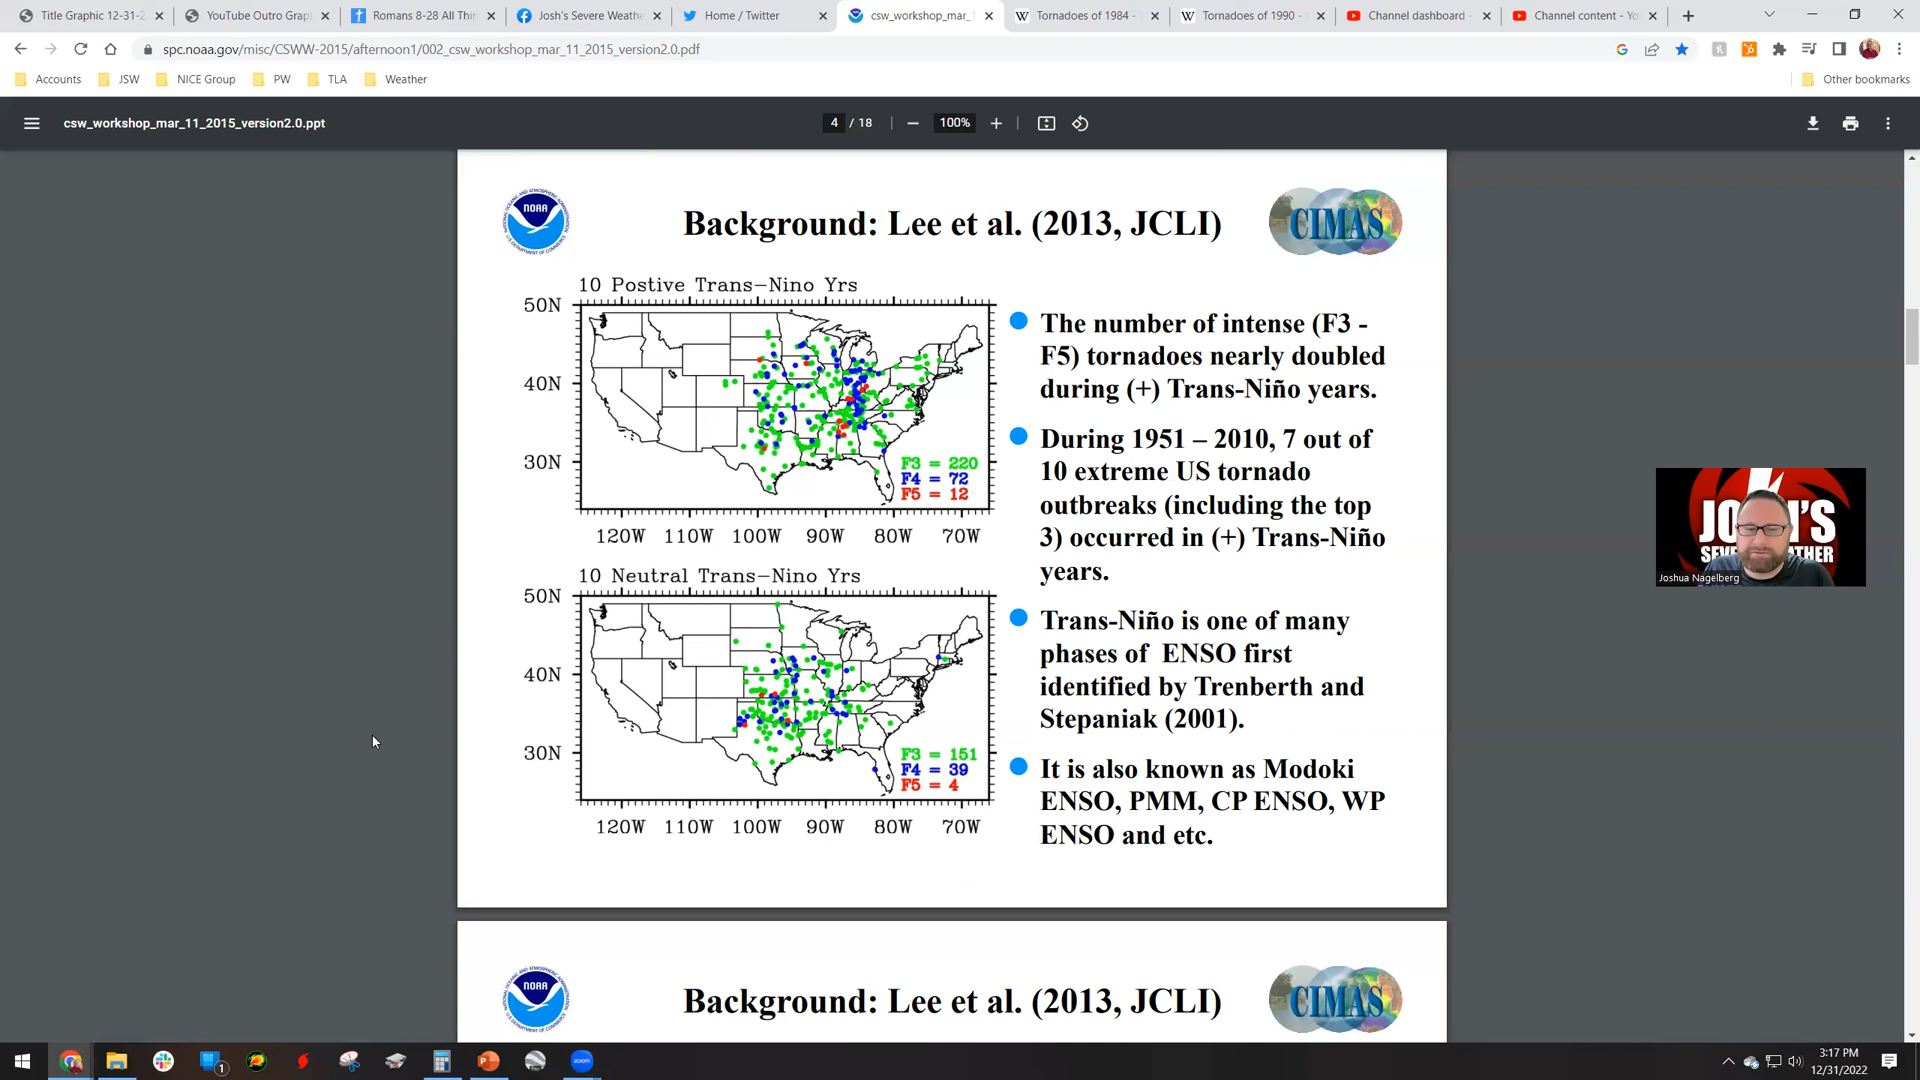 Title Graphic 12-31-2
YouTube Outro Grap
Romans 8-28 All Thin
Josh's Severe Weathe
Home / Twitter
csw_workshop_mar_1
Tornadoes of 1984 -
Tornadoes of 1990 -
Channel dashboard -
Channel content - Yo
spc.noaa.gov/misc/CSWW-2015/afternoon1/002_csw_workshop_mar_11_2015_version2.0.pdf
Accounts
JSW
NICE Group
PW
TLA
Weather
Other bookmarks
csw_workshop_mar_11_2015_version2.0.ppt
4 / 18
100%
NOAA
Background: Lee et al. (2013, JCLI)
CIMAS
10 Postive Trans-Nino Yrs
50N
40N
30N
F3 = 220
F4 = 72
F5 = 12
120W 110W 100W 90W 80W 70W
10 Neutral Trans-Nino Yrs
50N
40N
30N
F3 = 151
F4 = 39
F5 = 4
120W 110W 100W 90W 80W 70W
The number of intense (F3 -
F5) tornadoes nearly doubled
during (+) Trans-Niño years.
During 1951 – 2010, 7 out of
10 extreme US tornado
outbreaks (including the top
3) occurred in (+) Trans-Niño
years.
Trans-Niño is one of many
phases of ENSO first
identified by Trenberth and
Stepaniak (2001).
It is also known as Modoki
ENSO, PMM, CP ENSO, WP
ENSO and etc.
Joshua Nagelberg
NOAA
Background: Lee et al. (2013, JCLI)
CIMAS
1
zoom
3:17 PM
12/31/2022